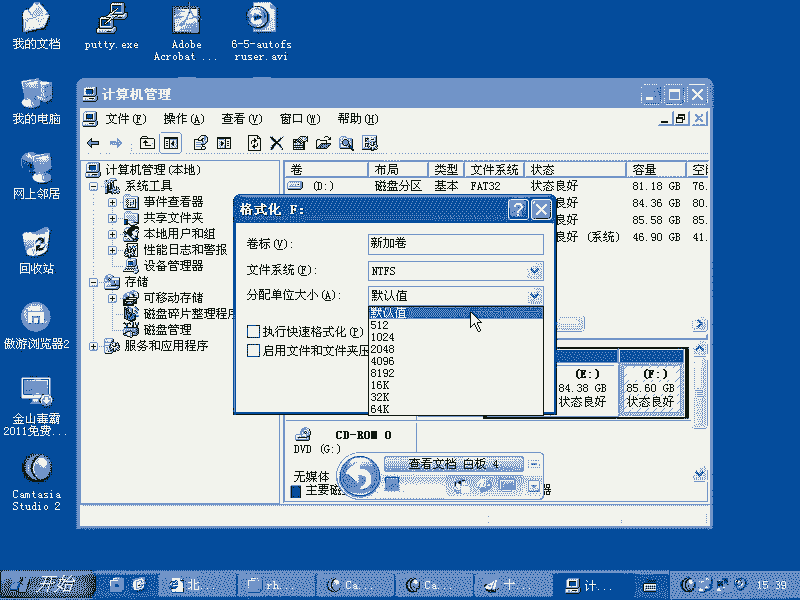 我的文档
putty.exe
Adobe
Acrobat ...
6-5-autofs
ruser.avi
我的电脑
网上邻居
回收站
傲游浏览器2
金山毒霸
2011免费...
Camtasia
Studio 2
计算机管理
文件(F) 操作(A) 查看(V) 窗口(W) 帮助(H)
计算机管理(本地)
系统工具
事件查看器
共享文件夹
本地用户和组
性能日志和警报
设备管理器
存储
可移动存储
磁盘碎片整理程序
磁盘管理
服务和应用程序
卷 布局 类型 文件系统 状态 容量
(D:) 磁盘分区 基本 FAT32 状态良好 81.18 GB 76.
良好 84.36 GB 80.
良好 85.58 GB 85.
良好 (系统) 46.90 GB 41.
格式化 F:
卷标(V): 新加卷
文件系统(F): NTFS
分配单位大小(A): 默认值
默认值
512
1024
2048
4096
8192
16K
32K
64K
执行快速格式化(P)
启用文件和文件夹压
(E:)
84.38 GB
状态良好
(F:)
85.60 GB
状态良好
CD-ROM 0
DVD (G:)
无媒体
主要磁
查看文档 白板 4
器
开始
北
rh...
Ca...
Ca...
十...
计...
15:39